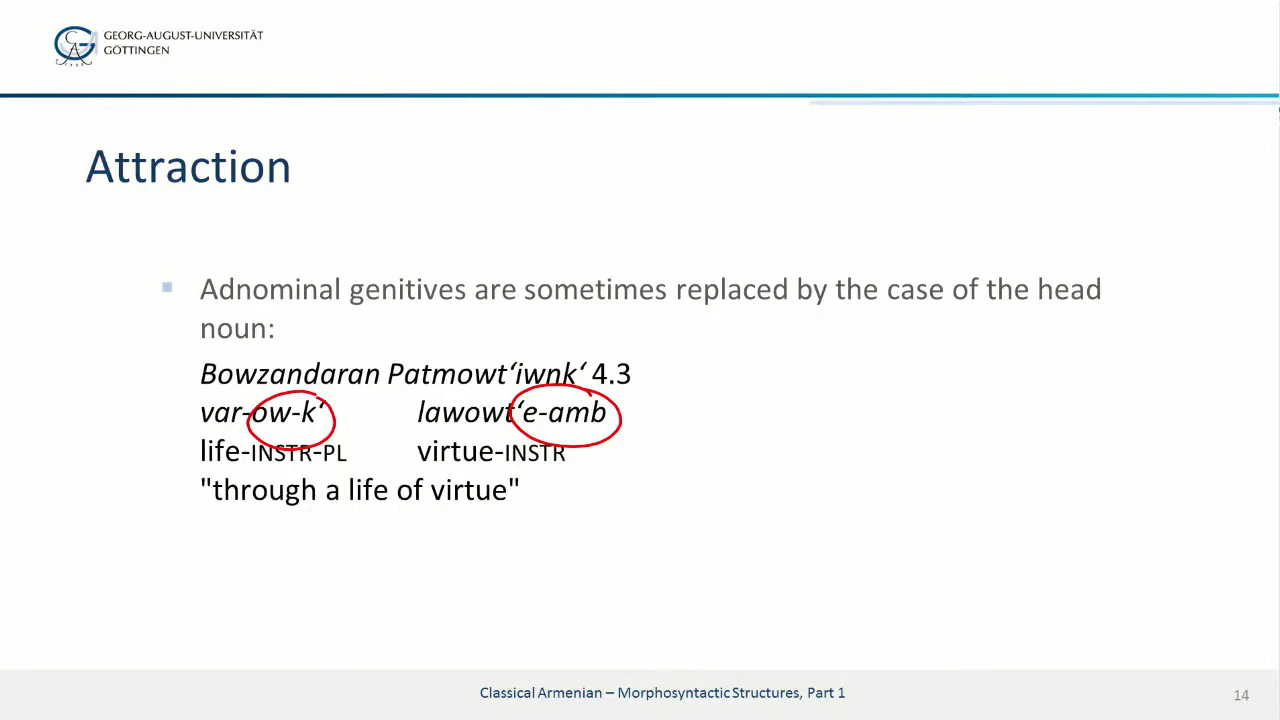 GEORG-AUGUST-UNIVERSITÄT
GÖTTINGEN
Attraction
Adnominal genitives are sometimes replaced by the case of the head
noun:
Bowzandaran Patmowt‘iwnk‘ 4.3
var-ow-k‘ lawowt‘e-amb
life-INSTR-PL virtue-INSTR
"through a life of virtue"
Classical Armenian – Morphosyntactic Structures, Part 1
14